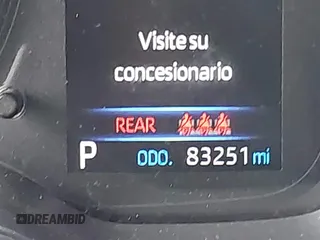 Visite su
concesionario
REAR
P ODO. 83251 mi
DREAMBID